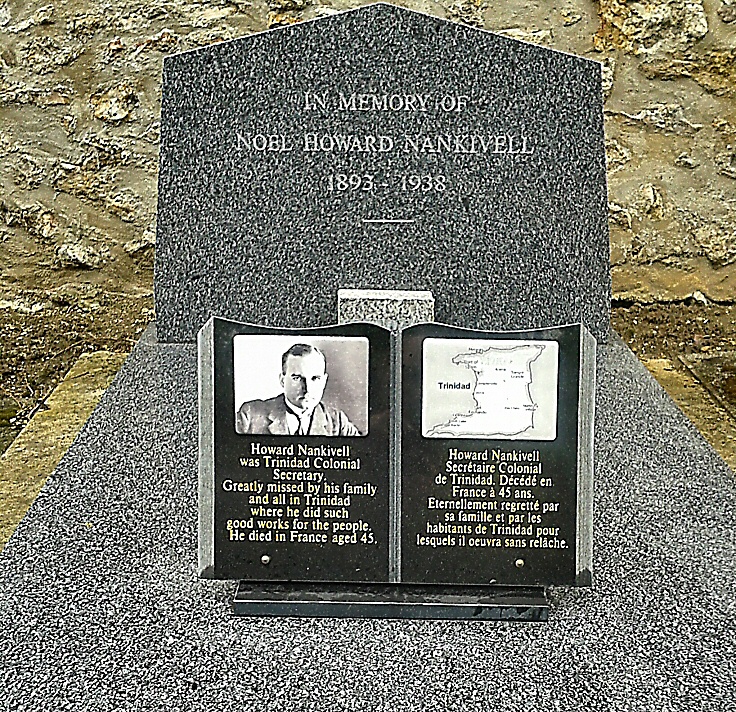 IN MEMORY OF
NOEL HOWARD NANKIVELL
1893 - 1938
Howard Nankivell
was Trinidad Colonial
Secretary.
Greatly missed by his family
and all in Trinidad
where he did such
good works for the people.
He died in France aged 45.
Trinidad
Howard Nankivell
Secrétaire Colonial
de Trinidad. Décédé en
France à 45 ans.
Eternellement regretté par
sa famille et par les
habitants de Trinidad pour
lesquels il oeuvra sans relâche.